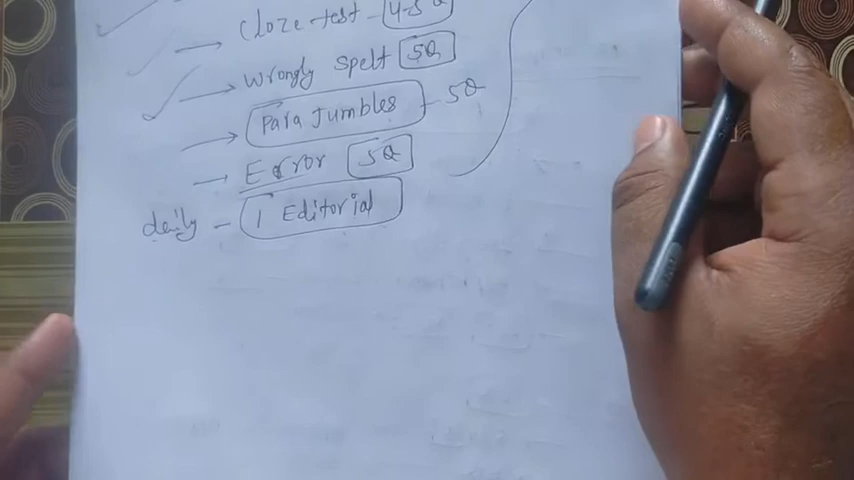 → Cloze test - 4-5 Q
→ Wrongly spelt 5Q
→ Para Jumbles - 5Q
→ Error 5Q
daily - 1 Editorial